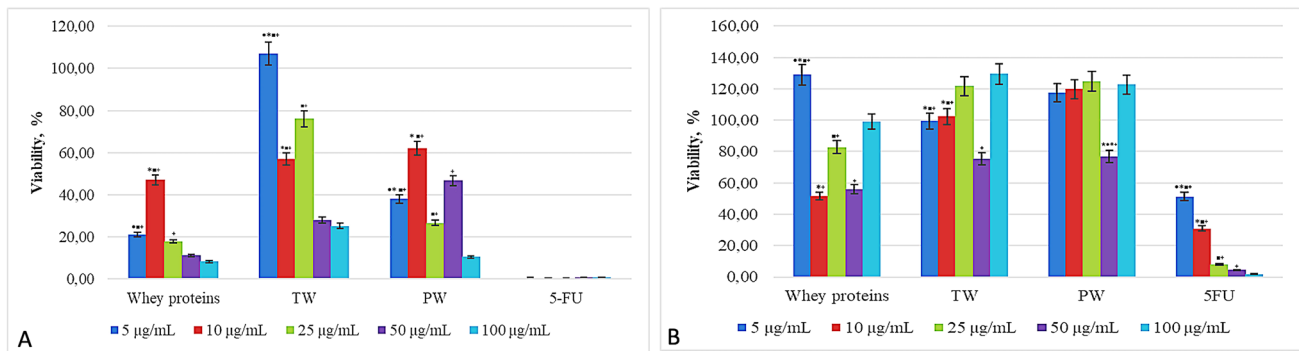 120,00
100,00
80,00
60,00
40,00
20,00
0,00
Viability, %
Whey proteins TW PW 5-FU
5 µg/mL 10 µg/mL 25 µg/mL 50 µg/mL 100 µg/mL
A
160,00
140,00
120,00
100,00
80,00
60,00
40,00
20,00
0,00
Viability, %
Whey proteins TW PW 5FU
5 µg/mL 10 µg/mL 25 µg/mL 50 µg/mL 100 µg/mL
B